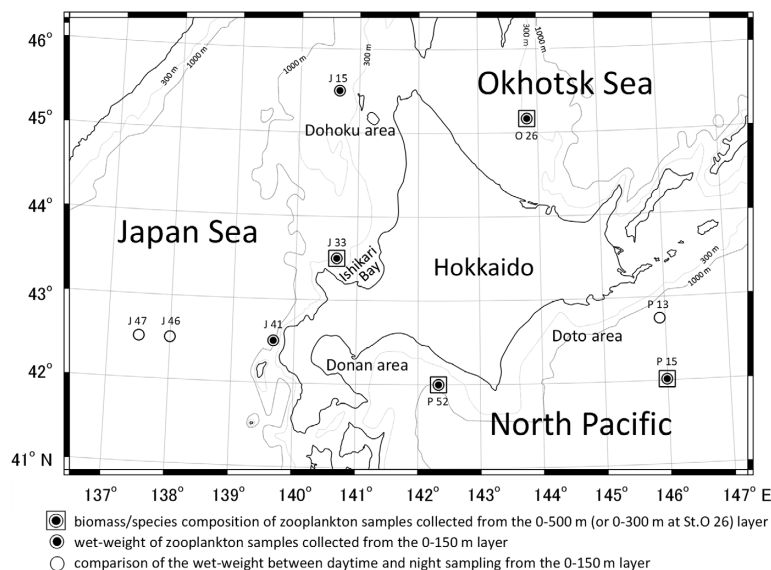 46°
45°
44°
43°
42°
41° N
137°
138°
139°
140°
141°
142°
143°
144°
145°
146°
147° E
300 m
1000 m
1000 m
300 m
300 m
1000 m
J 15
Okhotsk Sea
O 26
Dohoku area
Japan Sea
J 33
Ishikari
Bay
Hokkaido
300 m
1000 m
J 47
J 46
J 41
P 13
Doto area
Donan area
P 15
P 52
North Pacific
biomass/species composition of zooplankton samples collected from the 0-500 m (or 0-300 m at St.O 26) layer
wet-weight of zooplankton samples collected from the 0-150 m layer
comparison of the wet-weight between daytime and night sampling from the 0-150 m layer